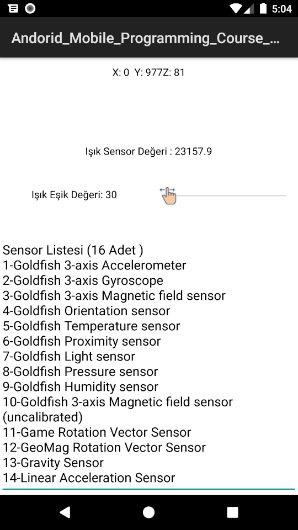 5:04
Andorid_Mobile_Programming_Course_...
X: 0 Y: 977Z: 81
Işık Sensor Değeri : 23157.9
Işık Eşik Değeri: 30
Sensor Listesi (16 Adet )
1-Goldfish 3-axis Accelerometer
2-Goldfish 3-axis Gyroscope
3-Goldfish 3-axis Magnetic field sensor
4-Goldfish Orientation sensor
5-Goldfish Temperature sensor
6-Goldfish Proximity sensor
7-Goldfish Light sensor
8-Goldfish Pressure sensor
9-Goldfish Humidity sensor
10-Goldfish 3-axis Magnetic field sensor
(uncalibrated)
11-Game Rotation Vector Sensor
12-GeoMag Rotation Vector Sensor
13-Gravity Sensor
14-Linear Acceleration Sensor